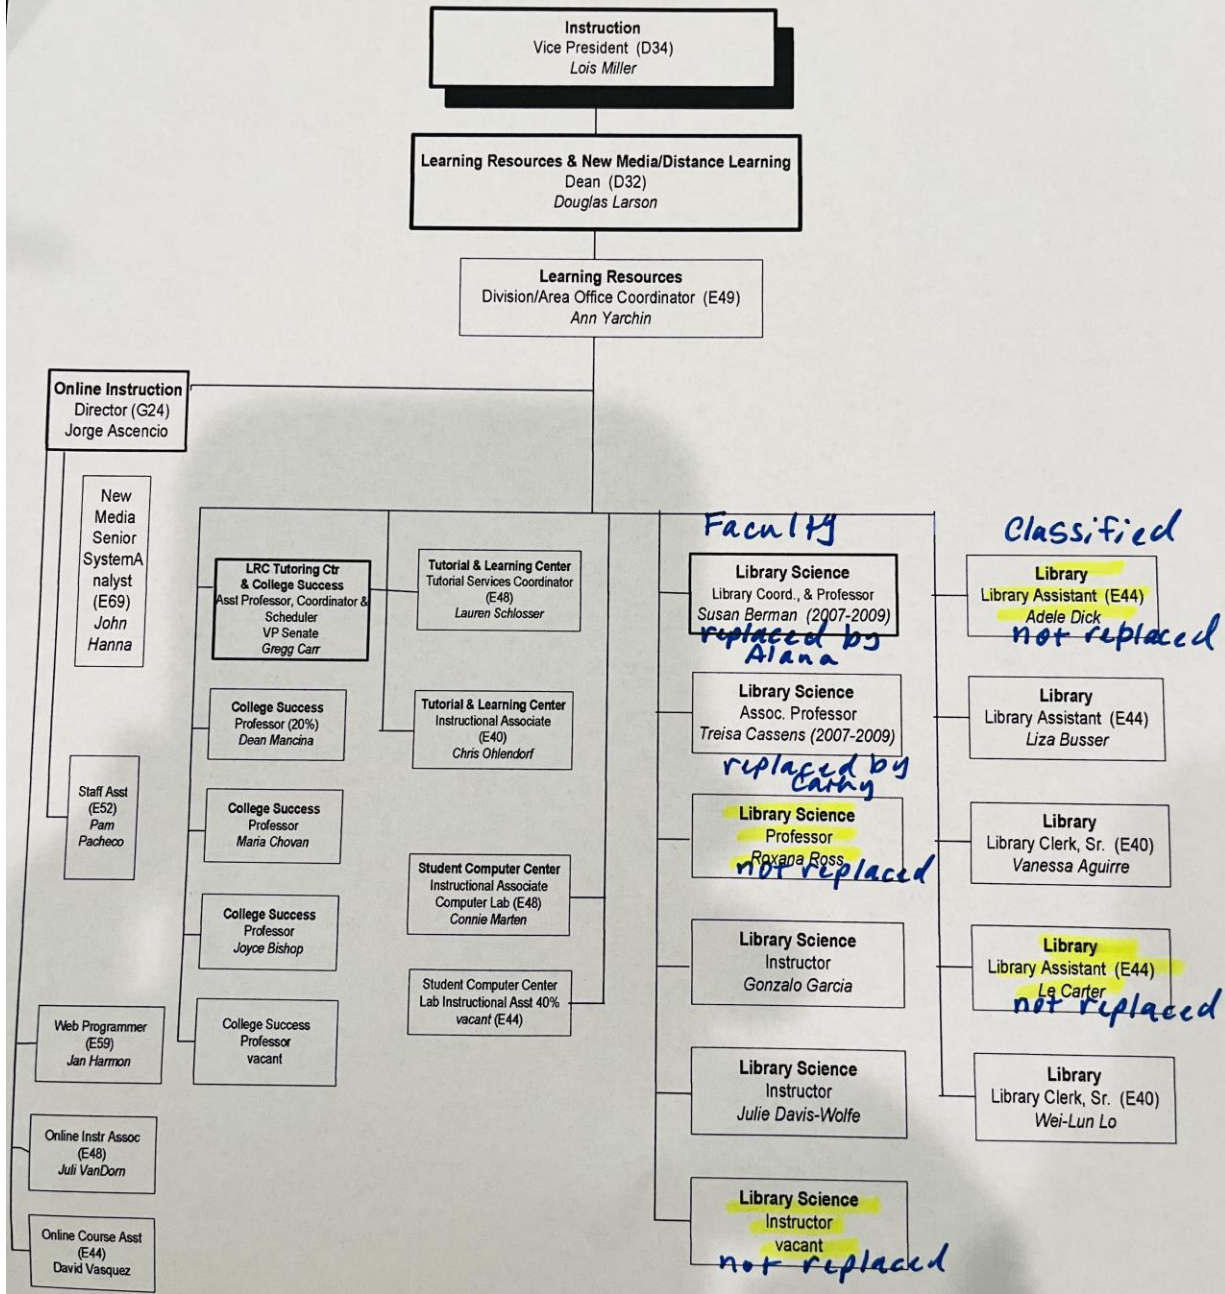 Instruction
Vice President (D34)
Lois Miller
Learning Resources & New Media/Distance Learning
Dean (D32)
Douglas Larson
Learning Resources
Division/Area Office Coordinator (E49)
Ann Yarchin
Online Instruction
Director (G24)
Jorge Ascencio
New
Media
Senior
SystemA
nalyst
(E69)
John
Hanna
Staff Asst
(E52)
Pam
Pacheco
Web Programmer
(E59)
Jan Harmon
Online Instr Assoc
(E48)
Juli VanDorn
Online Course Asst
(E44)
David Vasquez
LRC Tutoring Ctr
& College Success
Asst Professor, Coordinator &
Scheduler
VP Senate
Gregg Carr
College Success
Professor (20%)
Dean Mancina
College Success
Professor
Maria Chovan
College Success
Professor
Joyce Bishop
College Success
Professor
vacant
Tutorial & Learning Center
Tutorial Services Coordinator
(E48)
Lauren Schlosser
Tutorial & Learning Center
Instructional Associate
(E40)
Chris Ohlendorf
Student Computer Center
Instructional Associate
Computer Lab (E48)
Connie Marten
Student Computer Center
Lab Instructional Asst 40%
vacant (E44)
Faculty
Library Science
Library Coord., & Professor
Susan Berman (2007-2009)
replaced by
Alana
Library Science
Assoc. Professor
Treisa Cassens (2007-2009)
replaced by
Cathy
Library Science
Professor
Roxana Ross
not replaced
Library Science
Instructor
Gonzalo Garcia
Library Science
Instructor
Julie Davis-Wolfe
Library Science
Instructor
vacant
not replaced
Classified
Library
Library Assistant (E44)
Adele Dick
not replaced
Library
Library Assistant (E44)
Liza Busser
Library
Library Clerk, Sr. (E40)
Vanessa Aguirre
Library
Library Assistant (E44)
Le Carter
not replaced
Library
Library Clerk, Sr. (E40)
Wei-Lun Lo